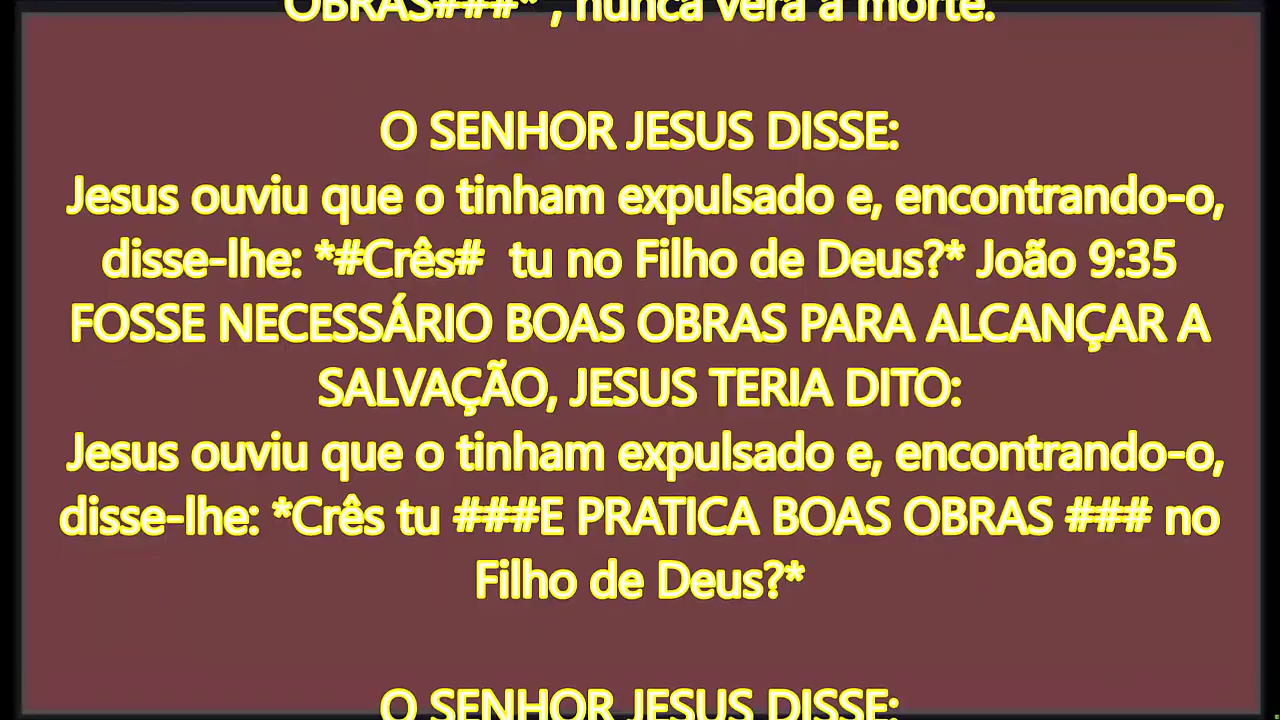 OBRAS###* , nunca verá a morte.
O SENHOR JESUS DISSE:
Jesus ouviu que o tinham expulsado e, encontrando-o,
disse-lhe: *#Crês#  tu no Filho de Deus?* João 9:35
FOSSE NECESSÁRIO BOAS OBRAS PARA ALCANÇAR A
SALVAÇÃO, JESUS TERIA DITO:
Jesus ouviu que o tinham expulsado e, encontrando-o,
disse-lhe: *Crês tu ###E PRATICA BOAS OBRAS ### no
Filho de Deus?*
O SENHOR JESUS DISSE: